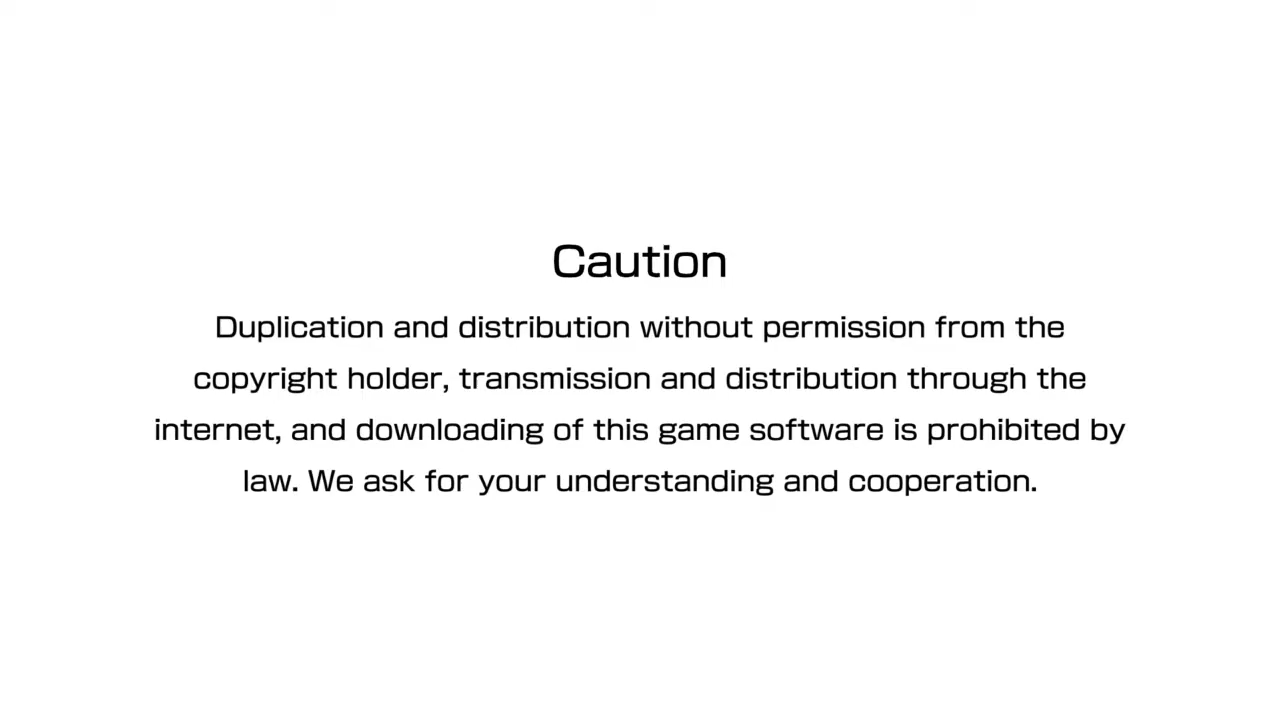 Caution
Duplication and distribution without permission from the
copyright holder, transmission and distribution through the
internet, and downloading of this game software is prohibited by
law. We ask for your understanding and cooperation.